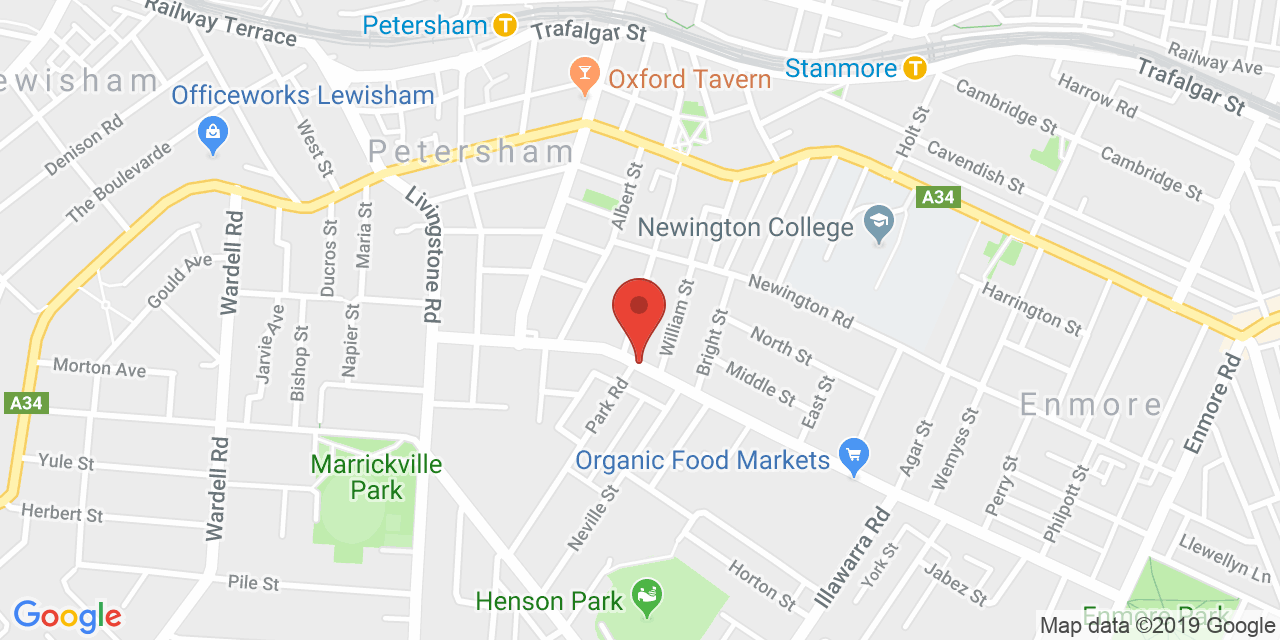 Railway Terrace
Petersham
T
Trafalgar St
Stanmore
T
Railway Ave
Trafalgar St
Harrow Rd
ewisham
Oxford Tavern
Officeworks Lewisham
Cambridge St
Holt St
Denison Rd
West St
Petersham
Cavendish St
Cambridge St
The Boulevarde
Livingstone Rd
Albert St
A34
Maria St
Ducros St
Wardell Rd
Newington College
Gould Ave
Newington Rd
Harrington St
William St
Jarvie Ave
Bishop St
Napier St
Bright St
North St
Morton Ave
Middle St
East St
A34
Park Rd
Enmore
Enmore Rd
Wardell Rd
Yule St
Marrickville
Park
Organic Food Markets
Agar St
Wemyss St
Perry St
Philpott St
Herbert St
Neville St
Illawarra Rd
York St
Jabez St
Llewellyn Ln
Pile St
Horton St
Henson Park
Enmore Park
Google
Map data ©2019 Google